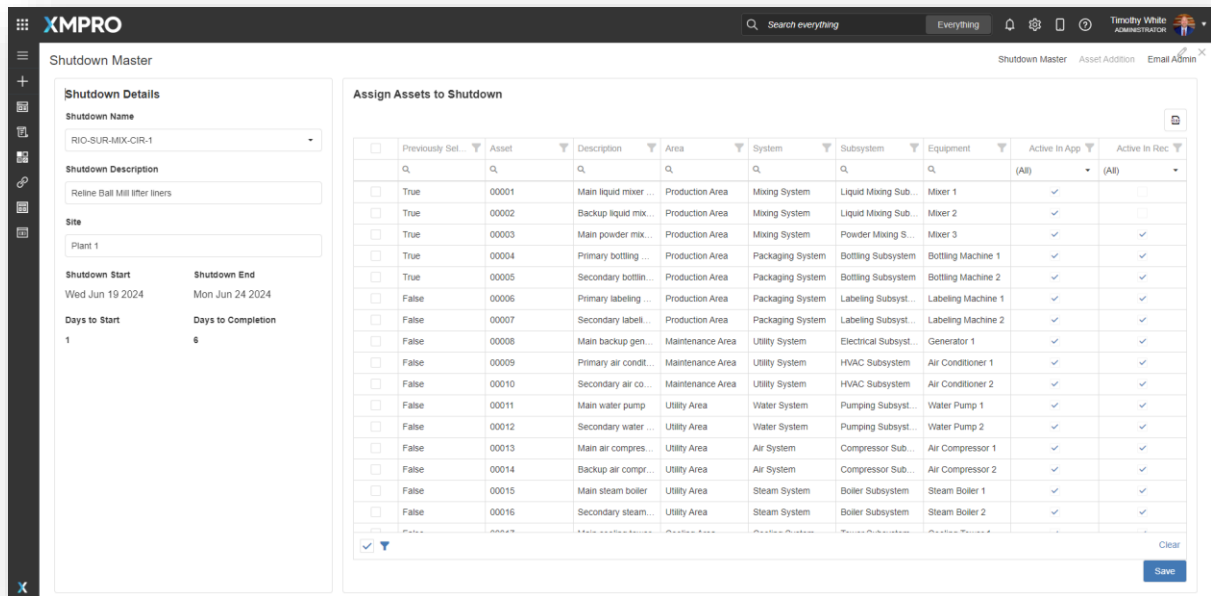 XMPRO
Search everything
Everything
Timothy White
ADMINISTRATOR
Shutdown Master
Shutdown Master Asset Addition Email Admin
Shutdown Details
Shutdown Name
RIO-SUR-MIX-CIR-1
Shutdown Description
Reline Ball Mill lifter liners
Site
Plant 1
Shutdown Start Shutdown End
Wed Jun 19 2024 Mon Jun 24 2024
Days to Start Days to Completion
1 6
Assign Assets to Shutdown
Previously Sel... Asset Description Area System Subsystem Equipment Active In App Active In Rec
(All) (All)
True 00001 Main liquid mixer ... Production Area Mixing System Liquid Mixing Sub... Mixer 1
True 00002 Backup liquid mix... Production Area Mixing System Liquid Mixing Sub... Mixer 2
True 00003 Main powder mix... Production Area Mixing System Powder Mixing S... Mixer 3
True 00004 Primary bottling ... Production Area Packaging System Bottling Subsystem Bottling Machine 1
True 00005 Secondary bottlin... Production Area Packaging System Bottling Subsystem Bottling Machine 2
False 00006 Primary labeling ... Production Area Packaging System Labeling Subsyst... Labeling Machine 1
False 00007 Secondary labeli... Production Area Packaging System Labeling Subsyst... Labeling Machine 2
False 00008 Main backup gen... Maintenance Area Utility System Electrical Subsyst... Generator 1
False 00009 Primary air condit... Maintenance Area Utility System HVAC Subsystem Air Conditioner 1
False 00010 Secondary air co... Maintenance Area Utility System HVAC Subsystem Air Conditioner 2
False 00011 Main water pump Utility Area Water System Pumping Subsyst... Water Pump 1
False 00012 Secondary water ... Utility Area Water System Pumping Subsyst... Water Pump 2
False 00013 Main air compres... Utility Area Air System Compressor Sub... Air Compressor 1
False 00014 Backup air compr... Utility Area Air System Compressor Sub... Air Compressor 2
False 00015 Main steam boiler Utility Area Steam System Boiler Subsystem Steam Boiler 1
False 00016 Secondary steam... Utility Area Steam System Boiler Subsystem Steam Boiler 2
Clear
Save